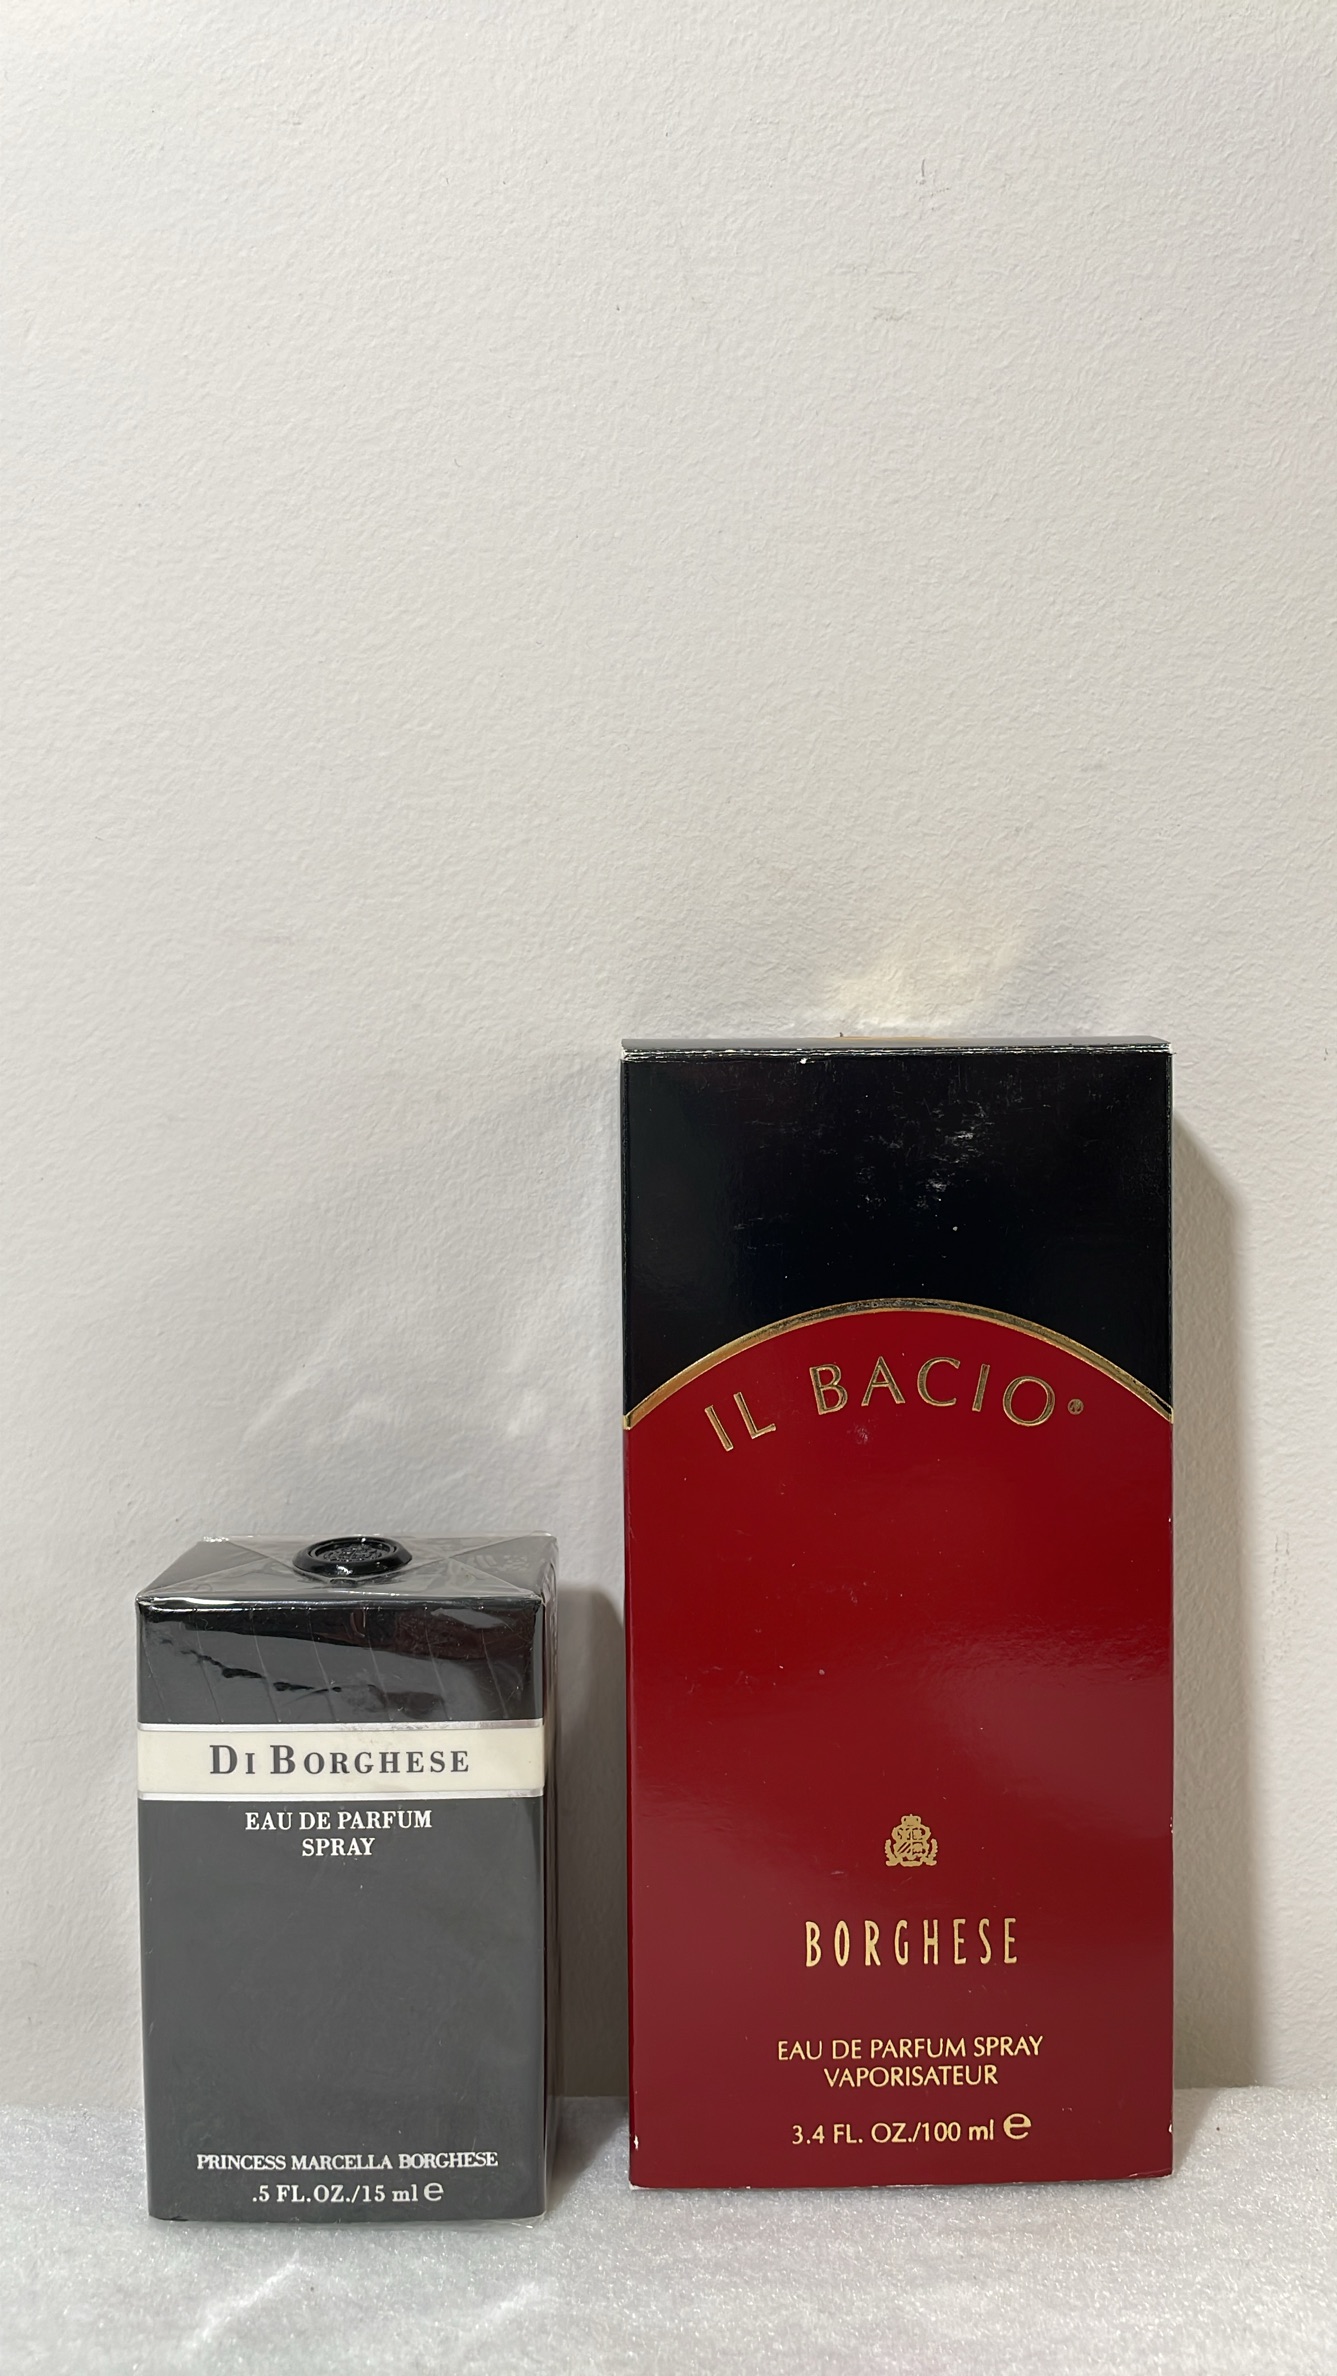 DI BORGHESE
EAU DE PARFUM
SPRAY
PRINCESS MARCELLA BORGHESE
.5 FL.OZ./15 ml e
IL BACIO®
BORGHESE
EAU DE PARFUM SPRAY
VAPORISATEUR
3.4 FL. OZ./100 ml e